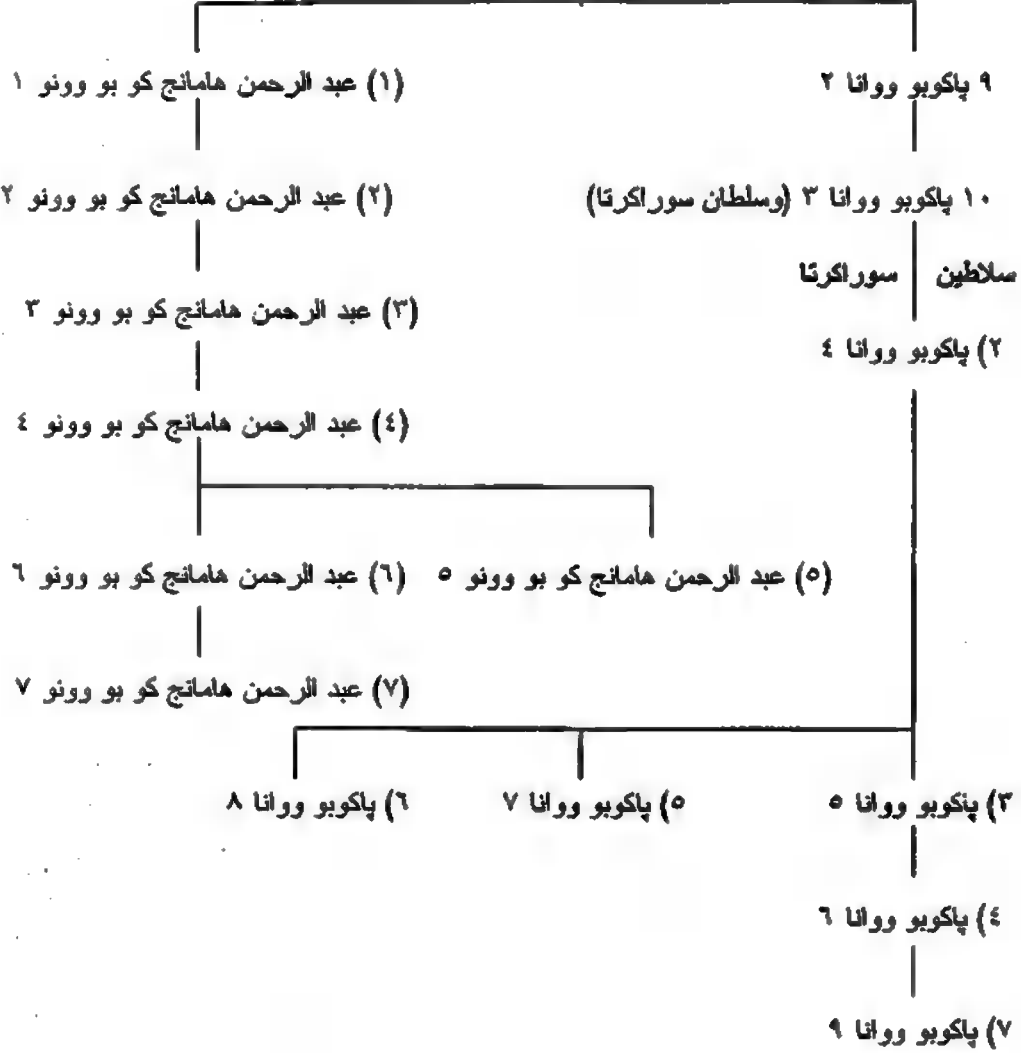 ٩ پاكوبو ووانا ٢
(١) عبد الرحمن هامانج كو بو وونو ١
١٠ پاكوبو ووانا ٣ (وسلطان سوراكرتا)
(٢) عبد الرحمن هامانج كو بو وونو ٢
سلاطين سوراكرتا
(٣) عبد الرحمن هامانج كو بو وونو ٣
٢) پاكوبو ووانا ٤
(٤) عبد الرحمن هامانج كو بو وونو ٤
(٥) عبد الرحمن هامانج كو بو وونو ٥
(٦) عبد الرحمن هامانج كو بو وونو ٦
(٧) عبد الرحمن هامانج كو بو وونو ٧
٣) پاكوبو ووانا ٥
٥) پاكوبو ووانا ٧
٦) پاكوبو ووانا ٨
٤) پاكوبو ووانا ٦
٧) پاكوبو ووانا ٩